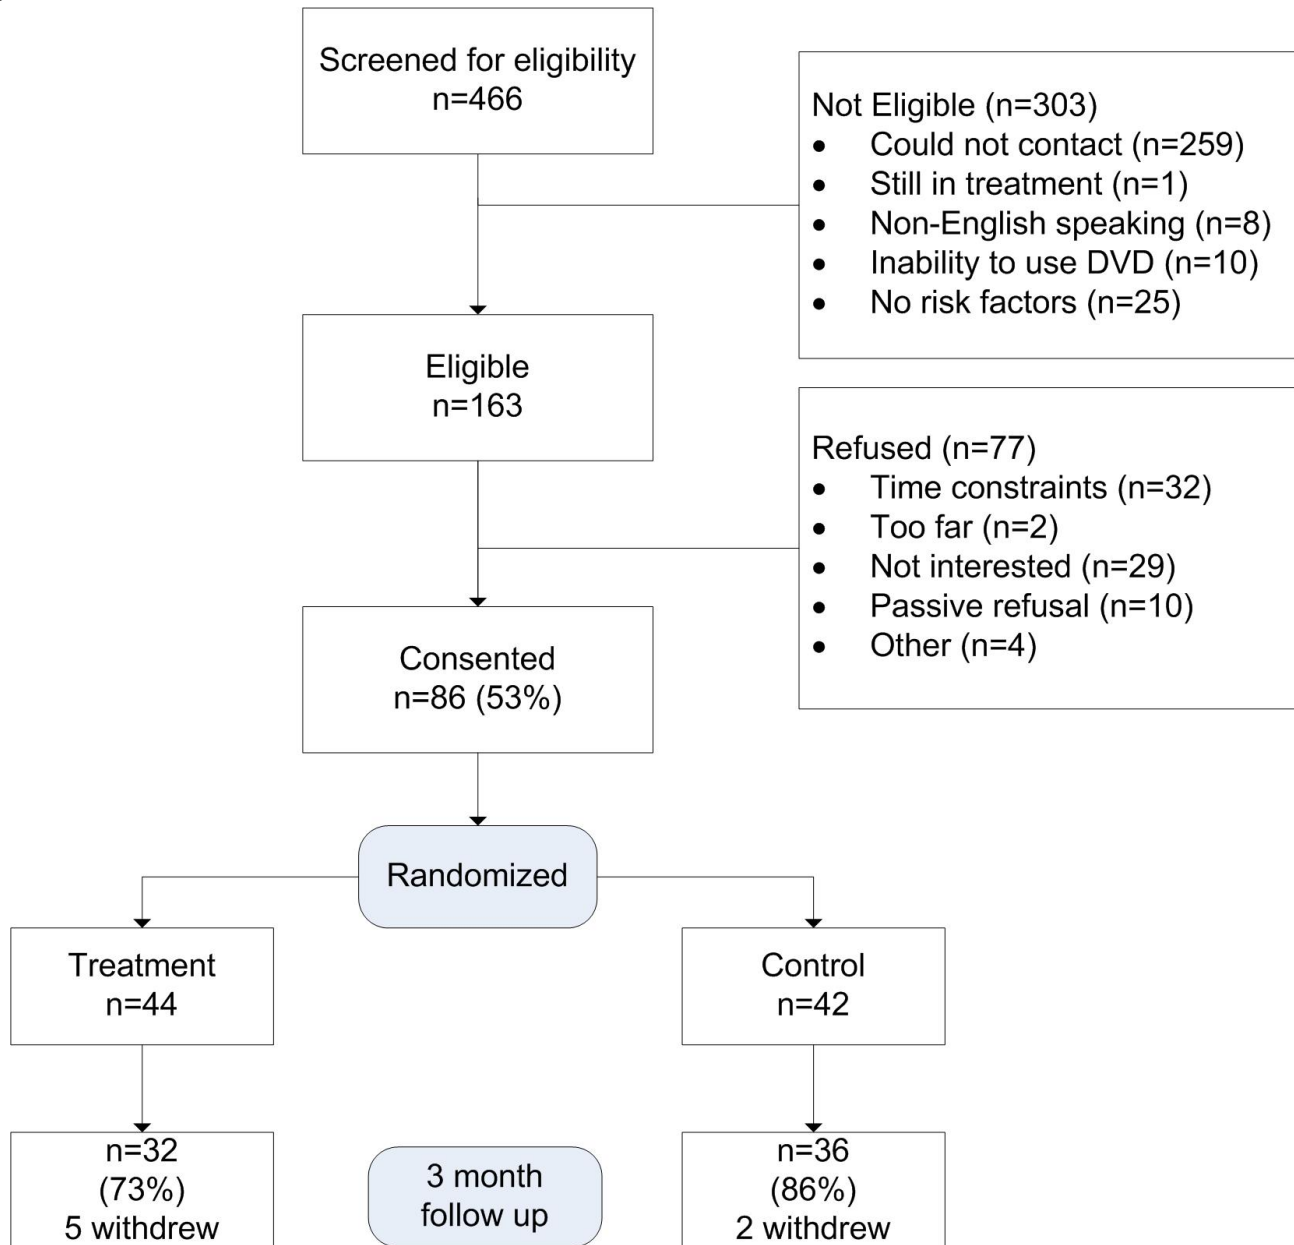 Screened for eligibility
n=466
Not Eligible (n=303)
• Could not contact (n=259)
• Still in treatment (n=1)
• Non-English speaking (n=8)
• Inability to use DVD (n=10)
• No risk factors (n=25)
Eligible
n=163
Refused (n=77)
• Time constraints (n=32)
• Too far (n=2)
• Not interested (n=29)
• Passive refusal (n=10)
• Other (n=4)
Consented
n=86 (53%)
Randomized
Treatment
n=44
Control
n=42
n=32
(73%)
5 withdrew
3 month
follow up
n=36
(86%)
2 withdrew